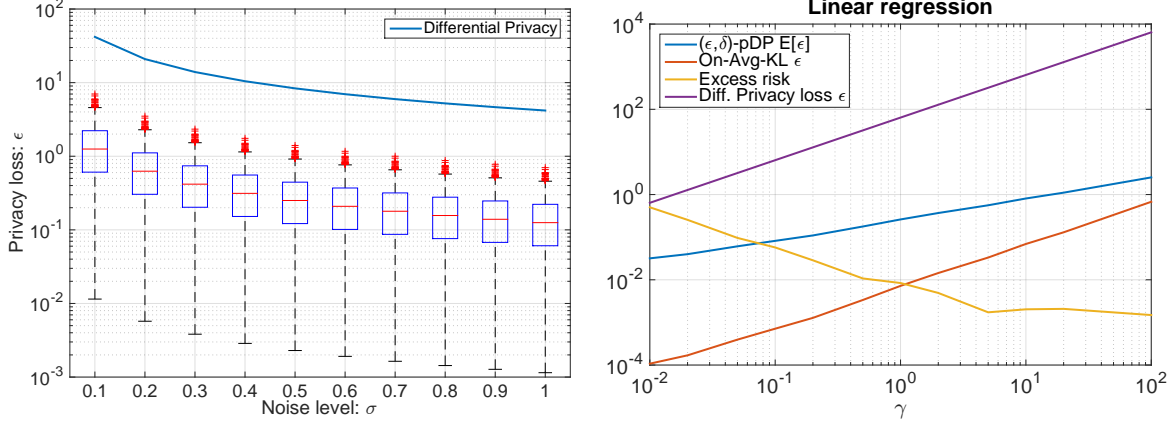 Differential Privacy
10^2
10^1
10^0
10^-1
10^-2
10^-3
Privacy loss: ϵ
0.1 0.2 0.3 0.4 0.5 0.6 0.7 0.8 0.9 1
Noise level: σ
Linear regression
(ϵ,δ)-pDP E[ϵ]
On-Avg-KL ϵ
Excess risk
Diff. Privacy loss ϵ
10^4
10^2
10^0
10^-2
10^-4
10^-2 10^-1 10^0 10^1 10^2
γ